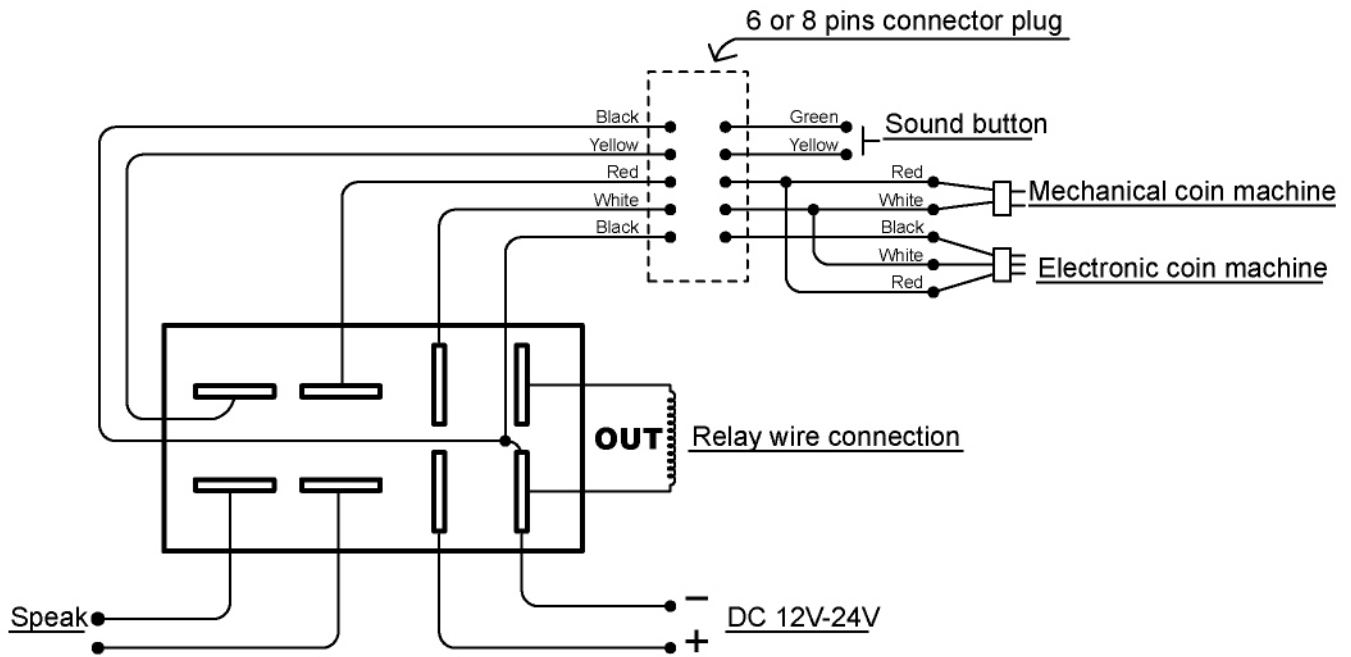 6 or 8 pins connector plug
Black
Green
Sound button
Yellow
Yellow
Red
Red
Mechanical coin machine
White
White
Black
Black
White
Electronic coin machine
Red
OUT
Relay wire connection
Speak
−
DC 12V-24V
+